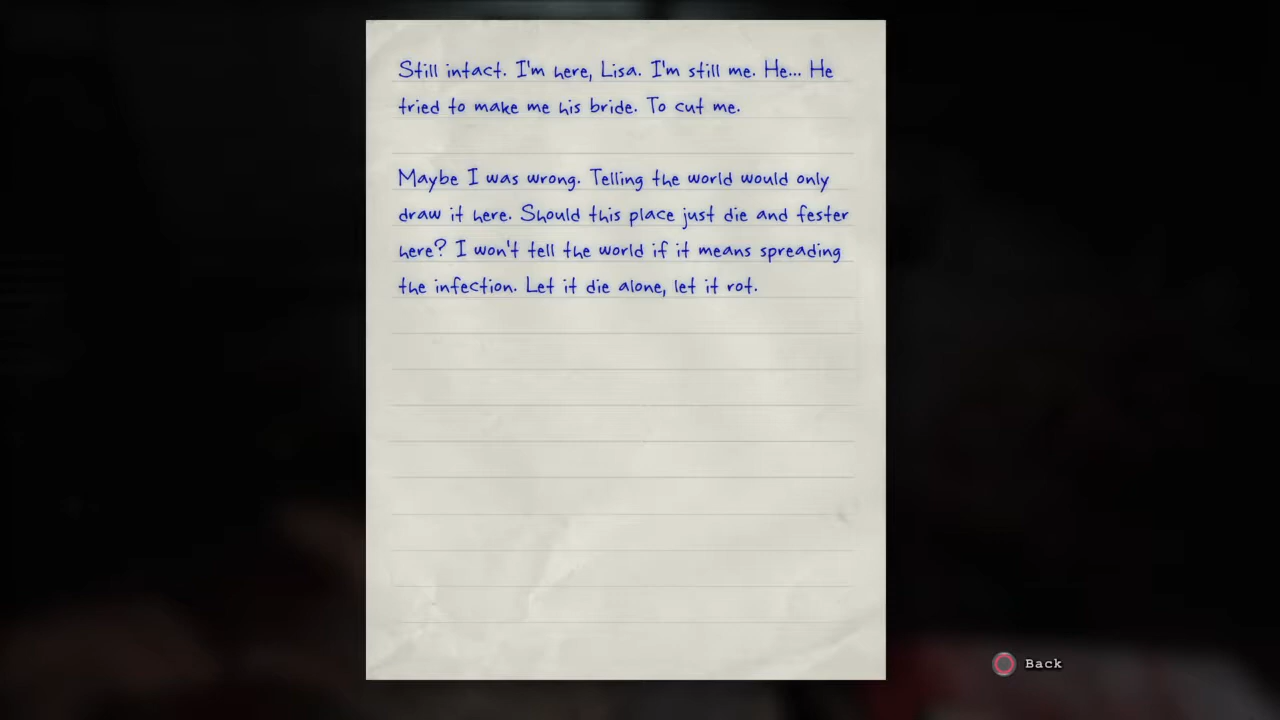 Still intact. I'm here, Lisa. I'm still me. He... He
tried to make me his bride. To cut me.
Maybe I was wrong. Telling the world would only
draw it here. Should this place just die and fester
here? I won't tell the world if it means spreading
the infection. Let it die alone, let it rot.
Back